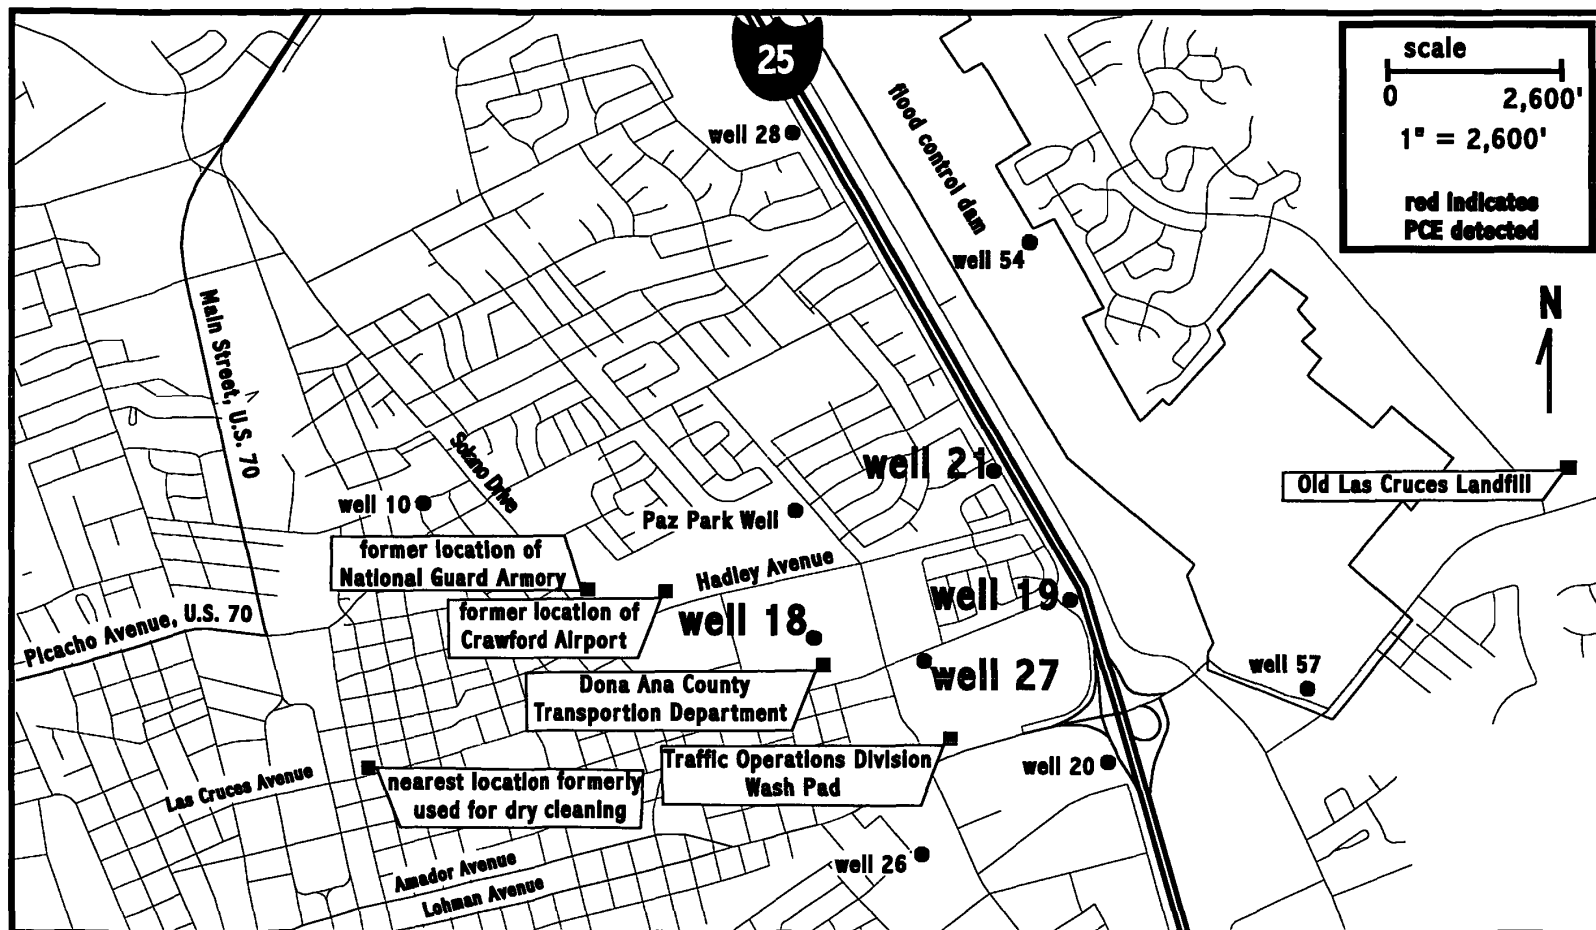 25
scale
0 2,600'
1" = 2,600'
red indicates
PCE detected
N
flood control dam
well 28
well 54
Main Street, U.S. 70
Solano Drive
well 21
Old Las Cruces Landfill
well 10
Paz Park Well
former location of
National Guard Armory
Hadley Avenue
former location of
Crawford Airport
well 18
well 19
Picacho Avenue, U.S. 70
well 27
well 57
Dona Ana County
Transportion Department
Traffic Operations Division
Wash Pad
well 20
Las Cruces Avenue
nearest location formerly
used for dry cleaning
well 26
Amador Avenue
Lohman Avenue